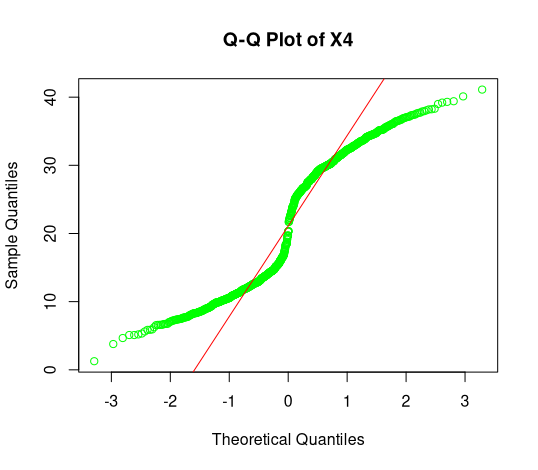 Q-Q Plot of X4
Sample Quantiles
40
30
20
10
0
-3 -2 -1 0 1 2 3
Theoretical Quantiles